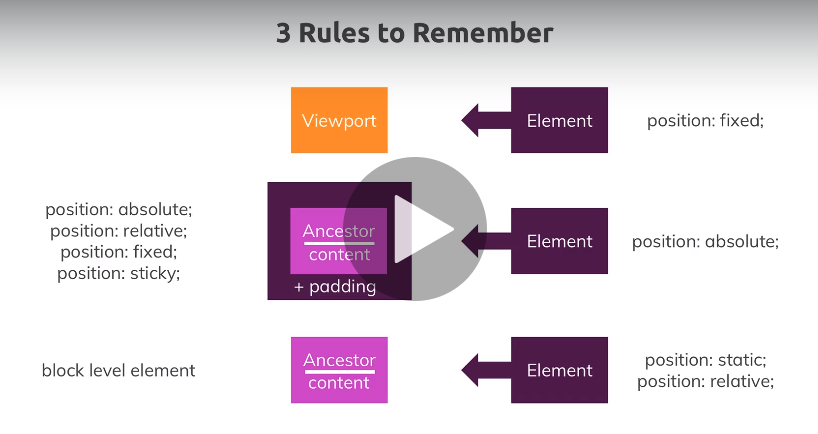 3 Rules to Remember
Viewport
Element
position: fixed;
position: absolute;
position: relative;
position: fixed;
position: sticky;
Ancestor
content
+ padding
Element
position: absolute;
block level element
Ancestor
content
Element
position: static;
position: relative;